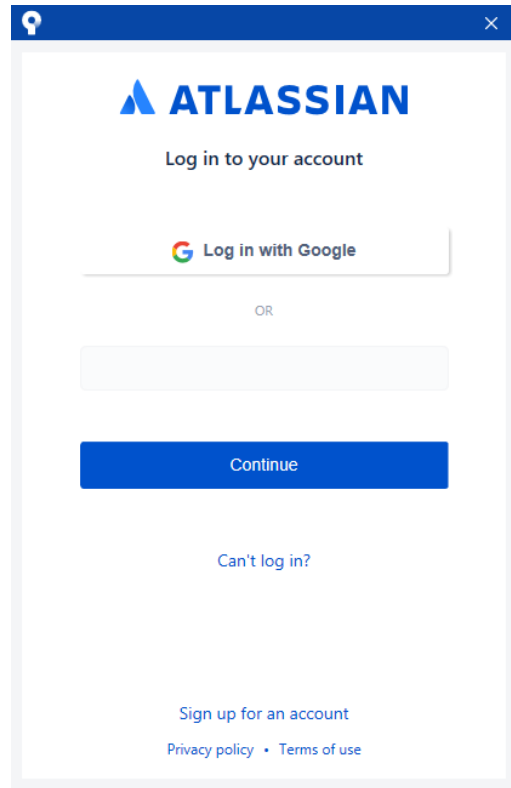 ATLASSIAN
Log in to your account
Log in with Google
OR
Continue
Can't log in?
Sign up for an account
Privacy policy • Terms of use